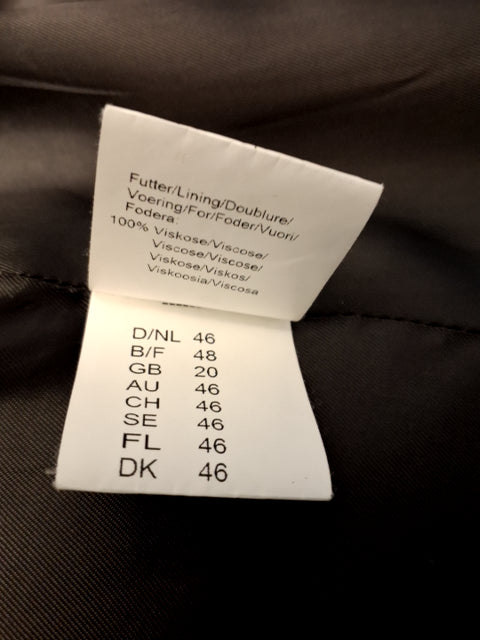 Futter/Lining/Doublure/
Voering/For/Foder/Vuori/
Fodera:
100% Viskose/Viscose/
Viscose/Viscose/
Viskose/Viskos/
Viskoosia/Viscosa
D/NL 46
B/F 48
GB 20
AU 46
CH 46
SE 46
FL 46
DK 46